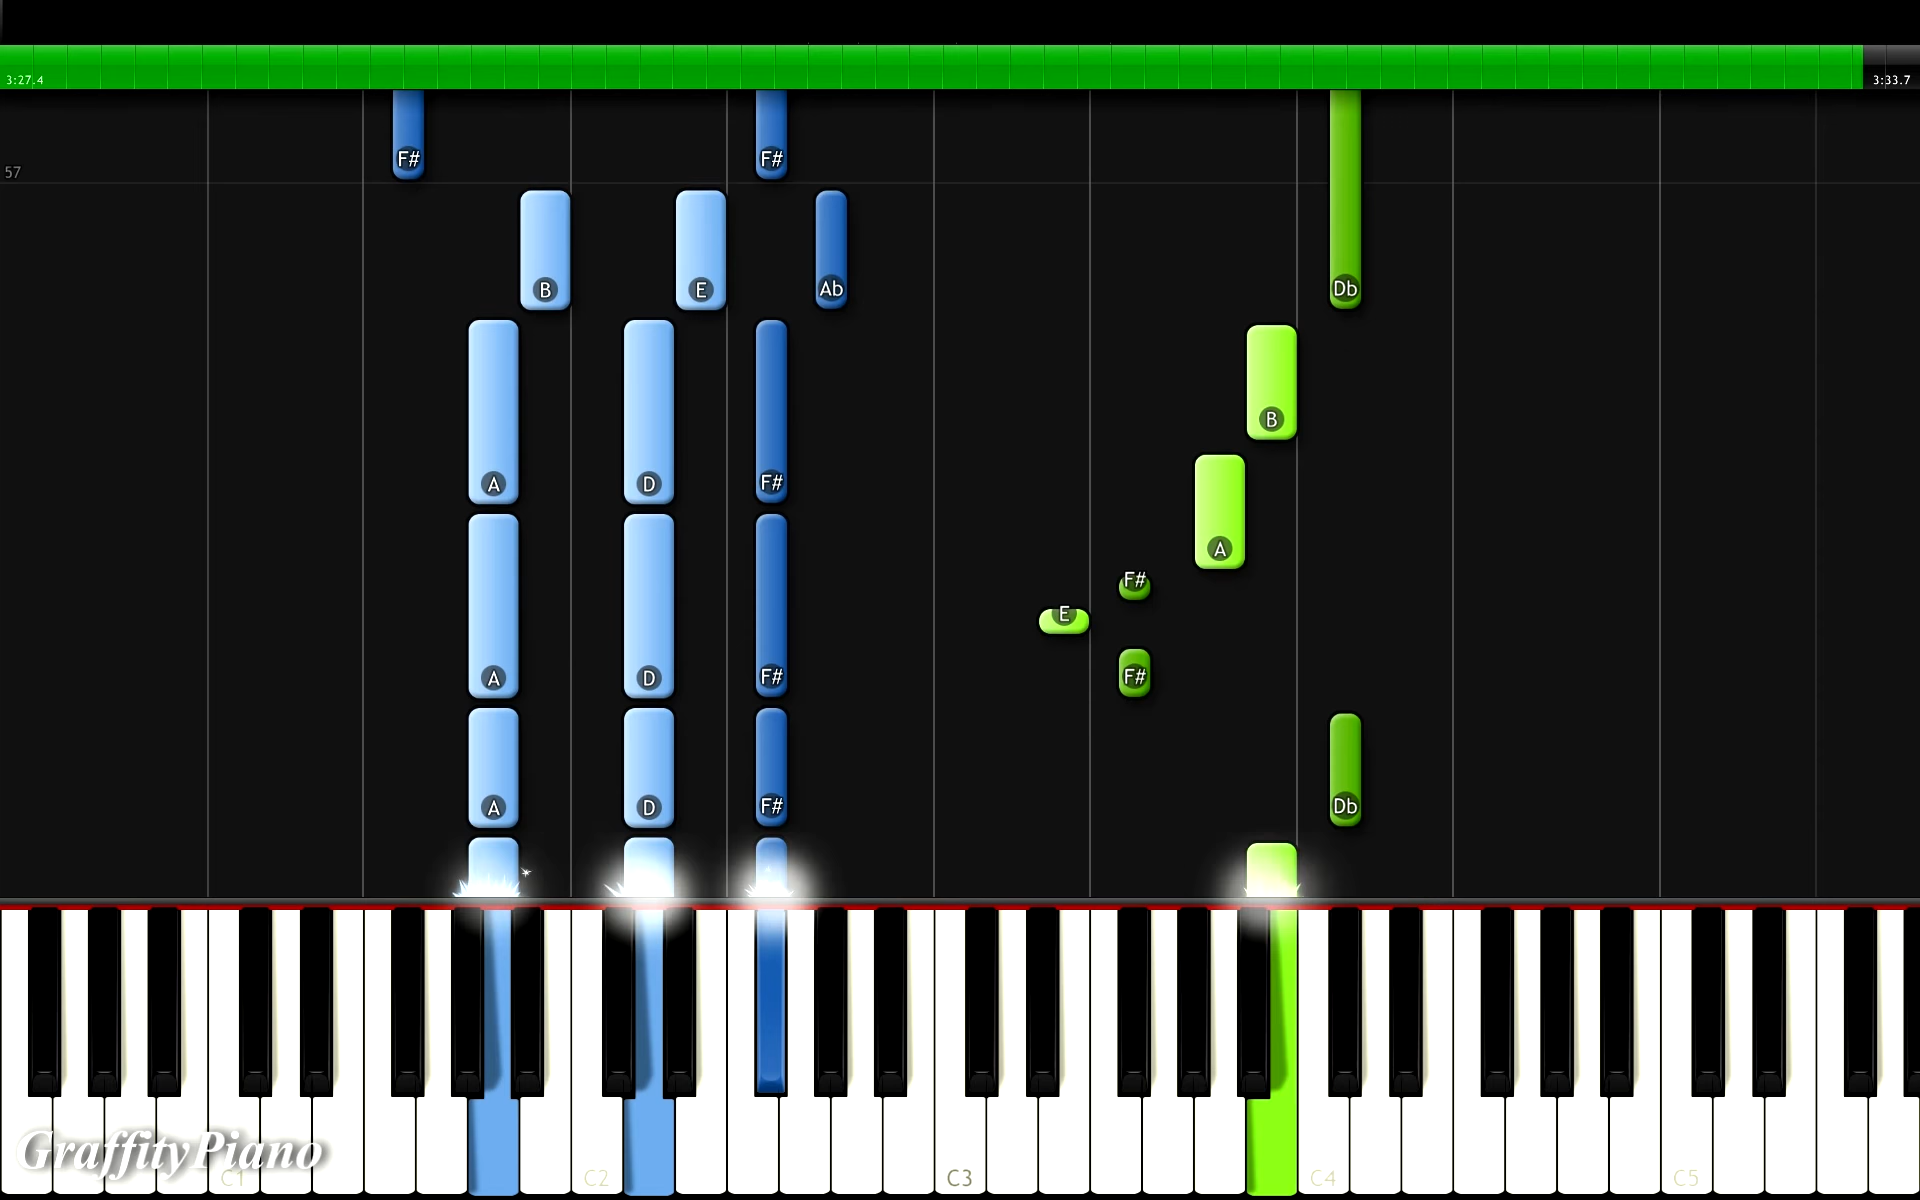 3:27.4 3:33.7
F# F#
57
B E Ab Db
B
A D F#
A
F#
E
A D F# F#
A D F# Db
GraffityPiano
C1 C2 C3 C4 C5